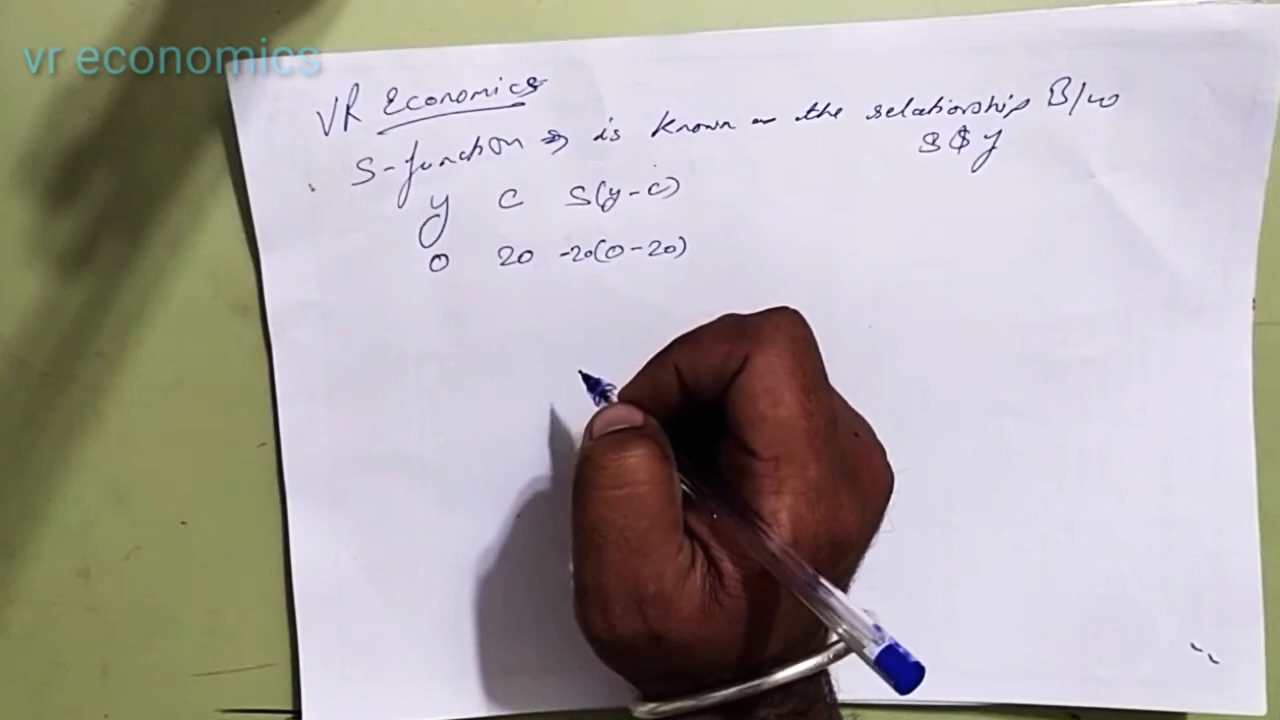 vr economics
VR Economics
S-function ⇒ is known as the relationship B/w
S & y
y C S(y-c)
0 20 -20(0-20)